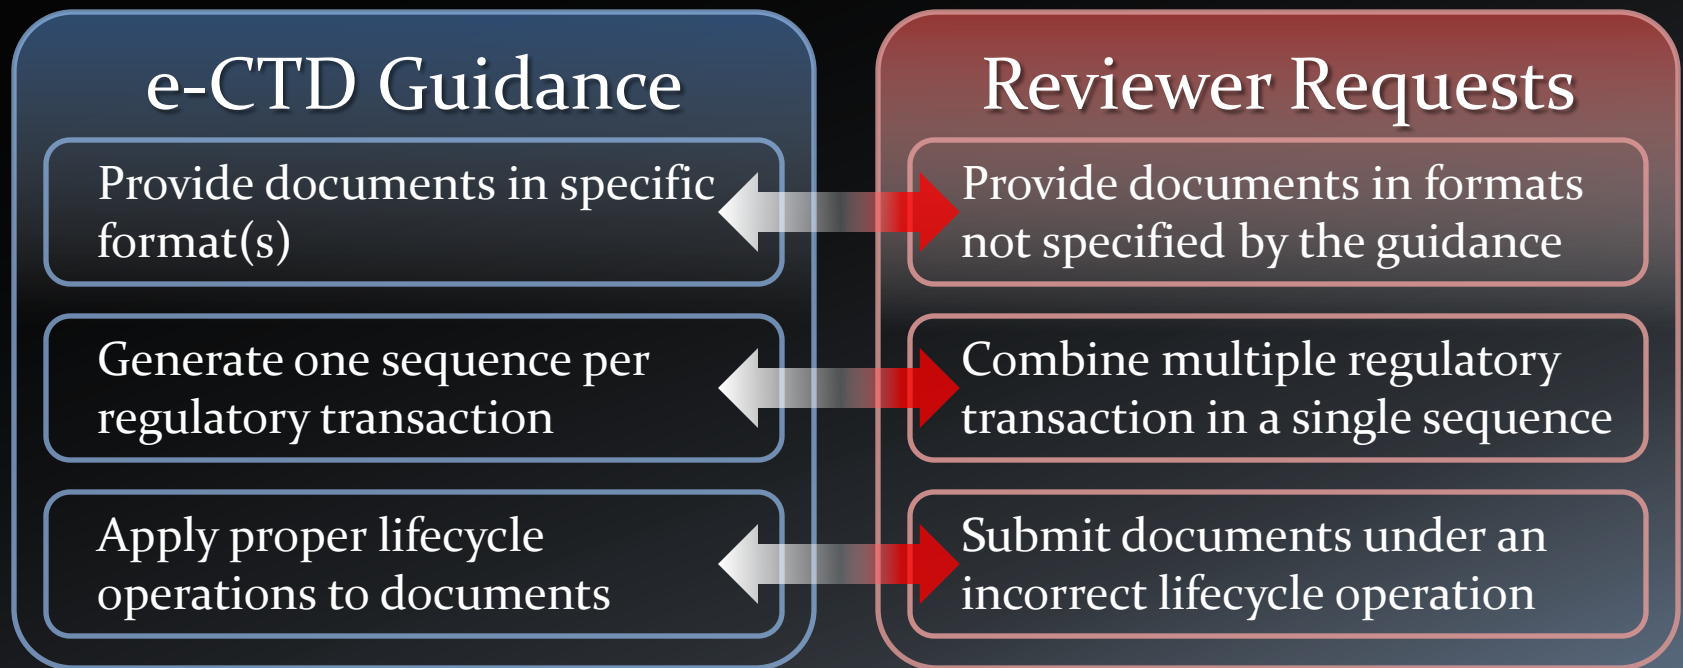 e-CTD Guidance
Provide documents in specific
format(s)
Generate one sequence per
regulatory transaction
Apply proper lifecycle
operations to documents
Reviewer Requests
Provide documents in formats
not specified by the guidance
Combine multiple regulatory
transaction in a single sequence
Submit documents under an
incorrect lifecycle operation